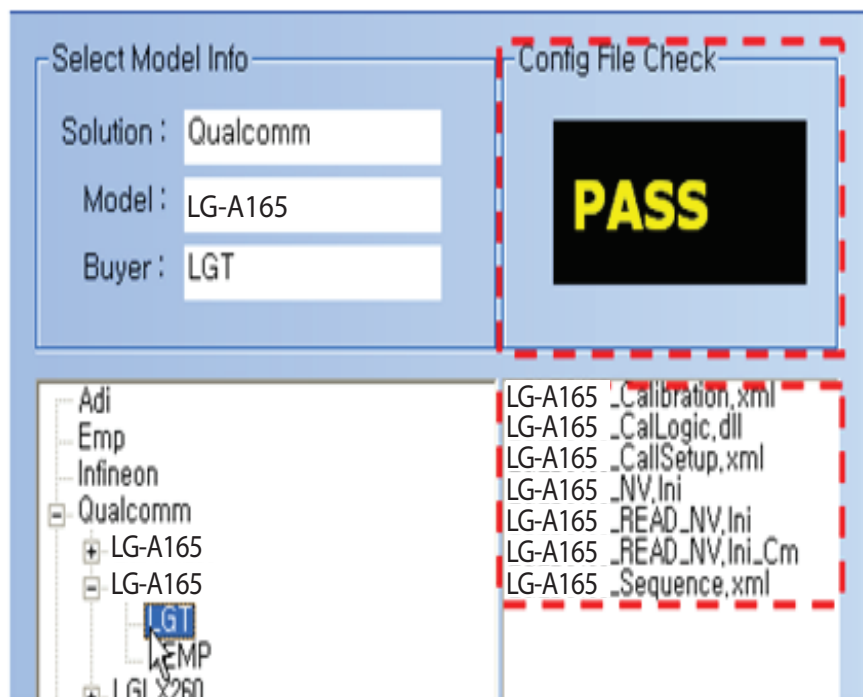 Select Model Info
Solution : Qualcomm
Model : LG-A165
Buyer : LGT
Config File Check
PASS
Adi
Emp
Infineon
Qualcomm
LG-A165
LG-A165
LGT
EMP
LGLX260
LG-A165 _Calibration,xml
LG-A165 _CalLogic,dll
LG-A165 _CallSetup,xml
LG-A165 _NV,Ini
LG-A165 _READ_NV,Ini
LG-A165 _READ_NV,Ini_Cm
LG-A165 _Sequence,xml